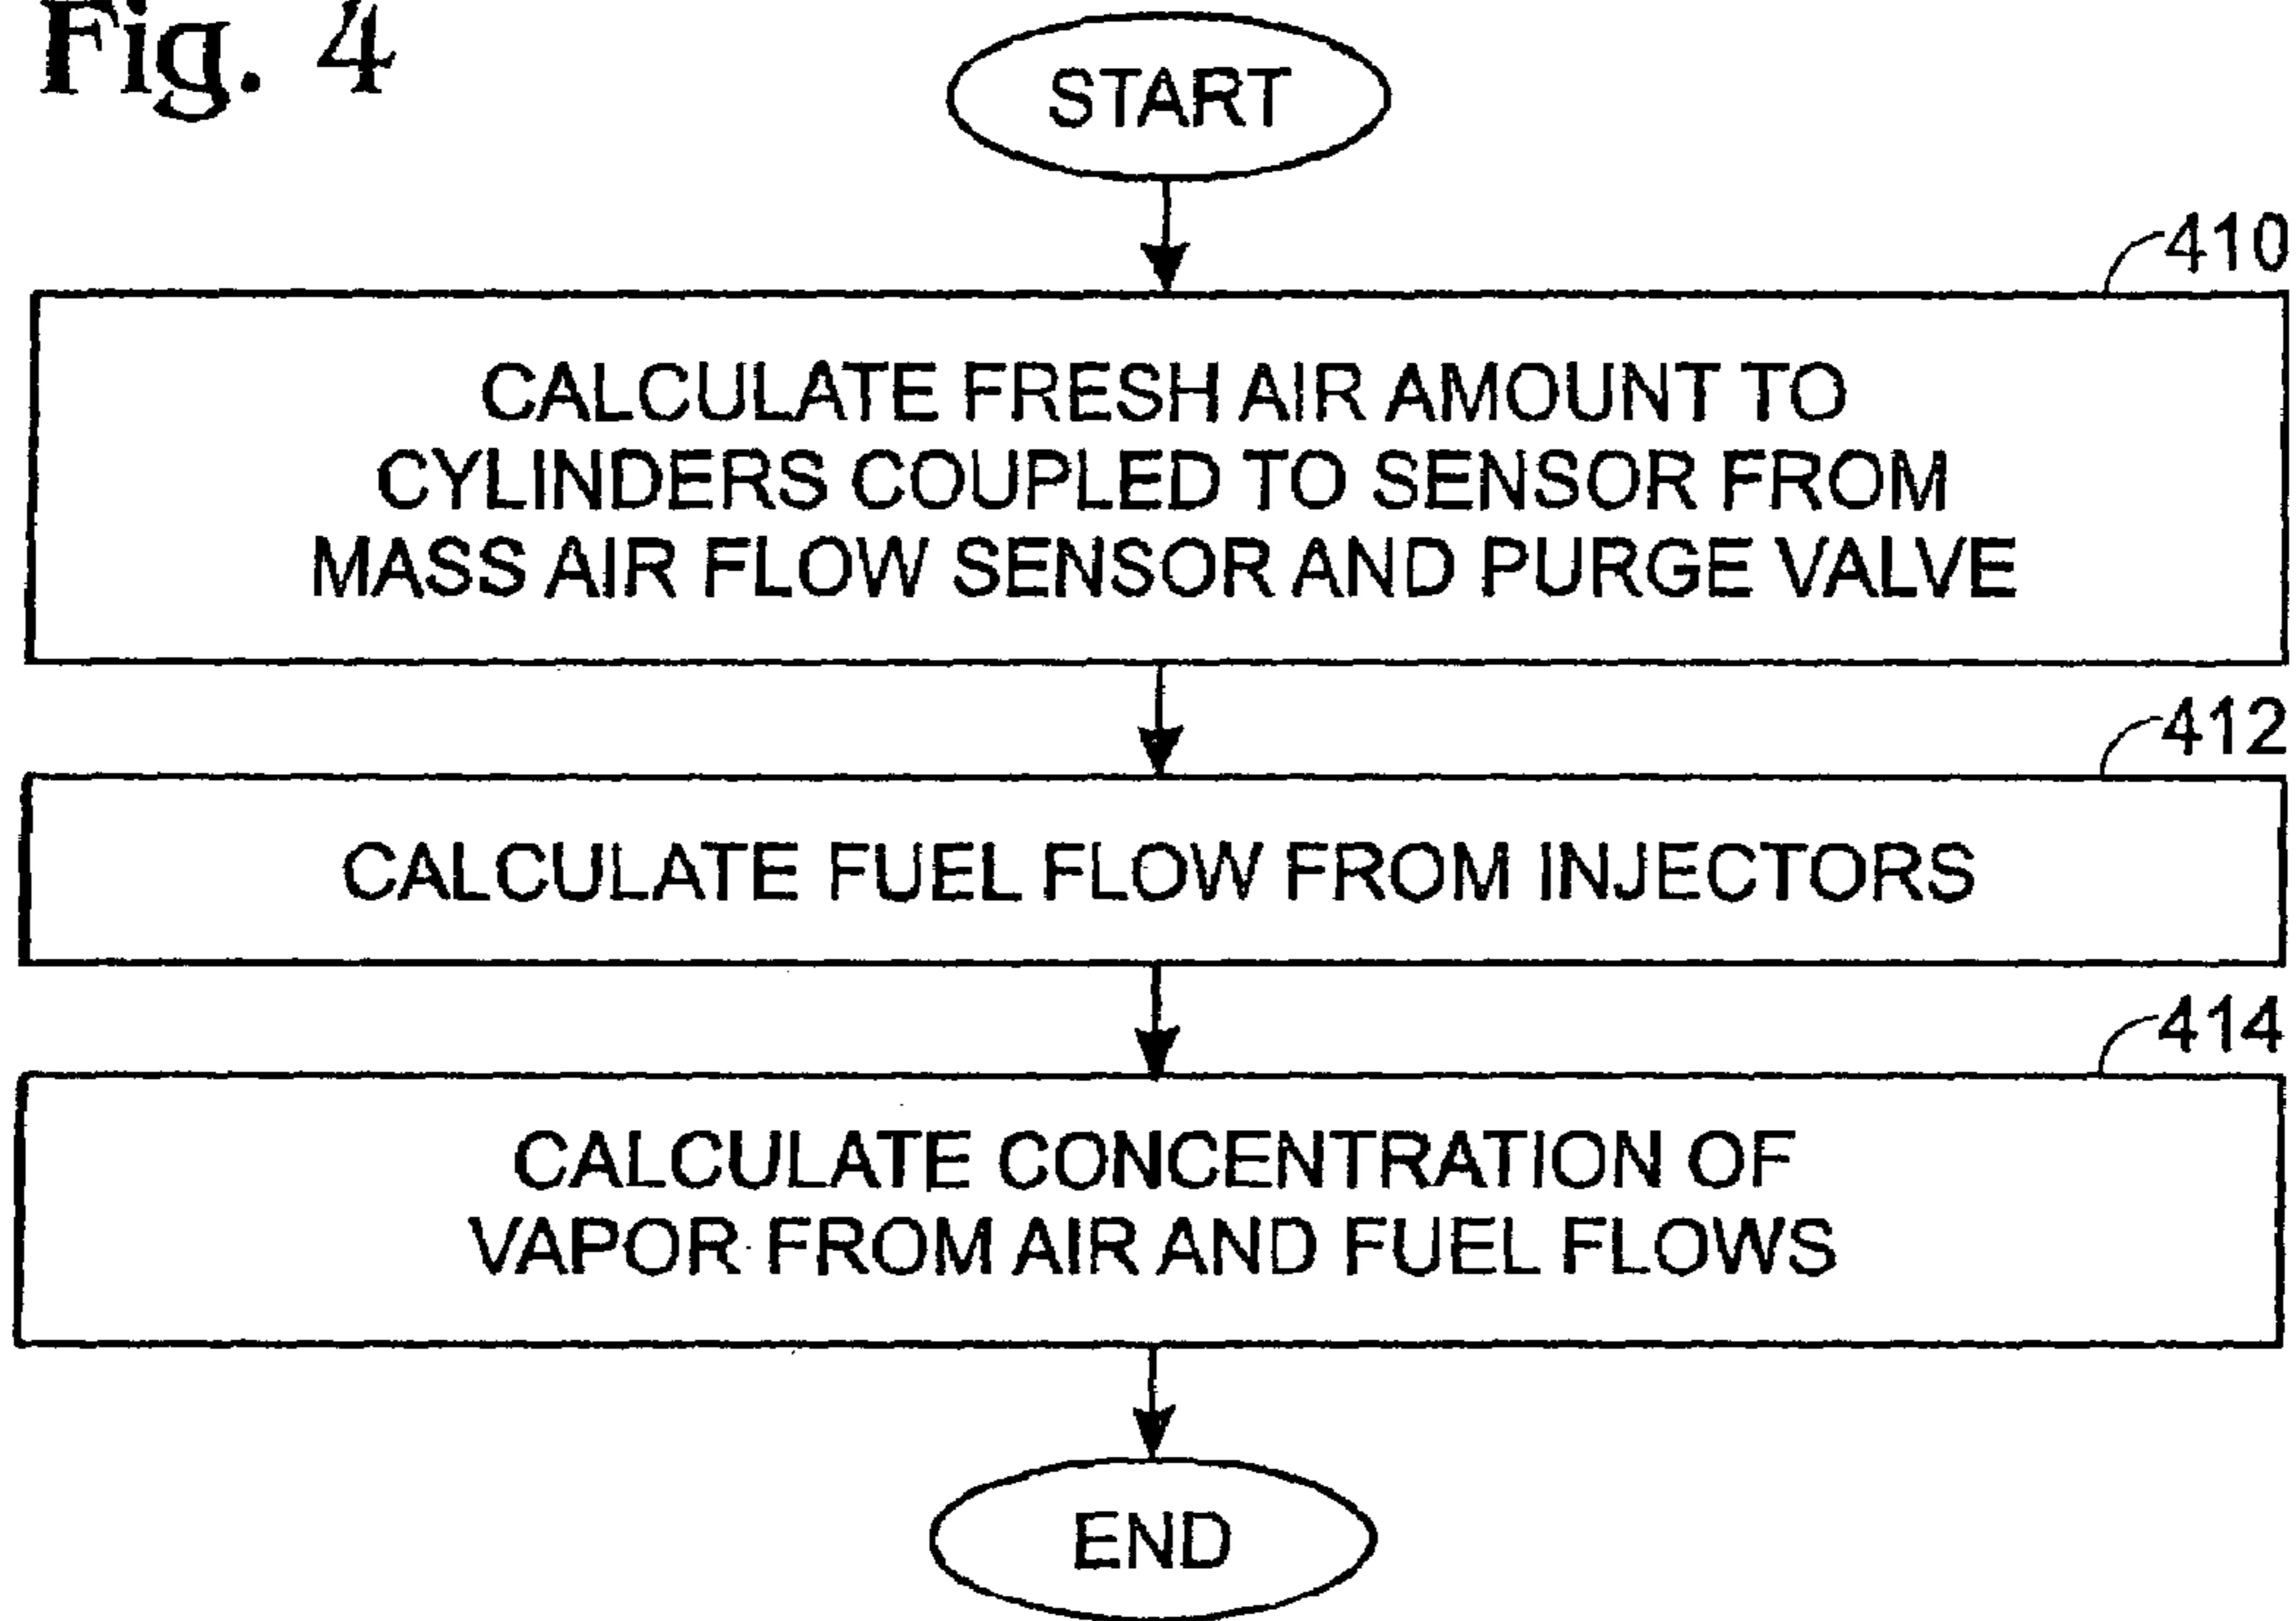 Fig. 4
START
410
CALCULATE FRESH AIR AMOUNT TO
CYLINDERS COUPLED TO SENSOR FROM
MASS AIR FLOW SENSOR AND PURGE VALVE
412
CALCULATE FUEL FLOW FROM INJECTORS
414
CALCULATE CONCENTRATION OF
VAPOR FROM AIR AND FUEL FLOWS
END